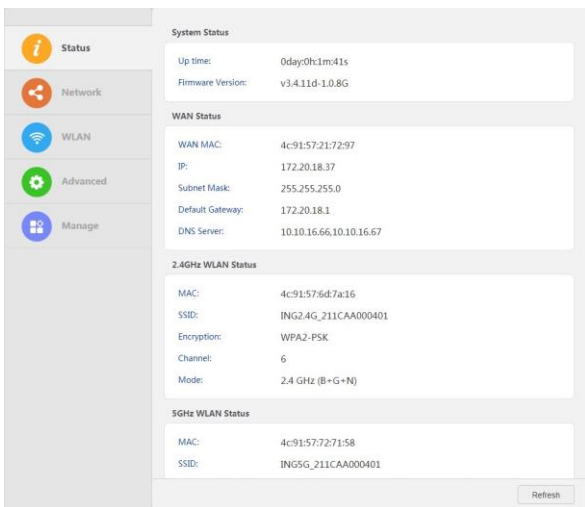 Status
Network
WLAN
Advanced
Manage
System Status
Up time: 0day:0h:1m:41s
Firmware Version: v3.4.11d-1.0.8G
WAN Status
WAN MAC: 4c:91:57:21:72:97
IP: 172.20.18.37
Subnet Mask: 255.255.255.0
Default Gateway: 172.20.18.1
DNS Server: 10.10.16.66,10.10.16.67
2.4GHz WLAN Status
MAC: 4c:91:57:6d:7a:16
SSID: ING2.4G_211CAA000401
Encryption: WPA2-PSK
Channel: 6
Mode: 2.4 GHz (B+G+N)
5GHz WLAN Status
MAC: 4c:91:57:72:71:58
SSID: ING5G_211CAA000401
Refresh